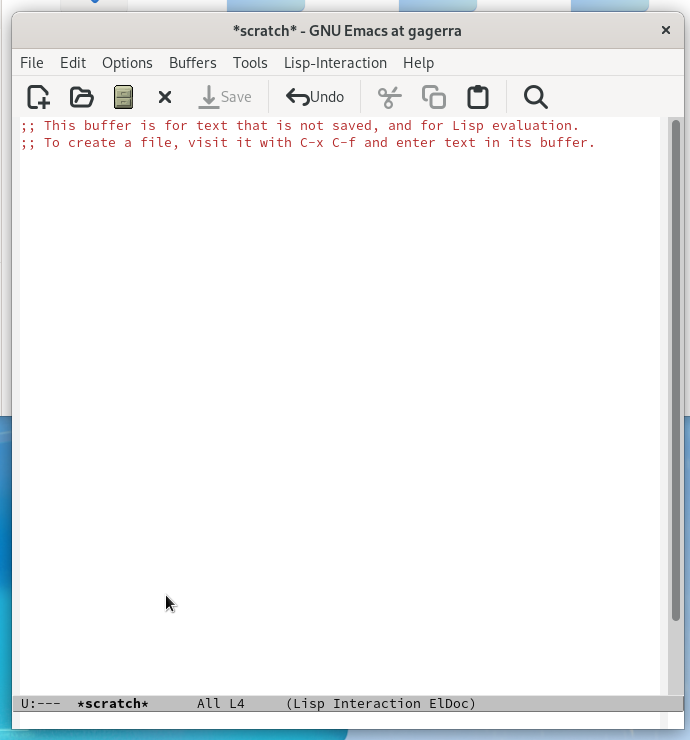 *scratch* - GNU Emacs at gagerra
File Edit Options Buffers Tools Lisp-Interaction Help
Save Undo
;; This buffer is for text that is not saved, and for Lisp evaluation.
;; To create a file, visit it with C-x C-f and enter text in its buffer.
U:--- *scratch* All L4 (Lisp Interaction ElDoc)